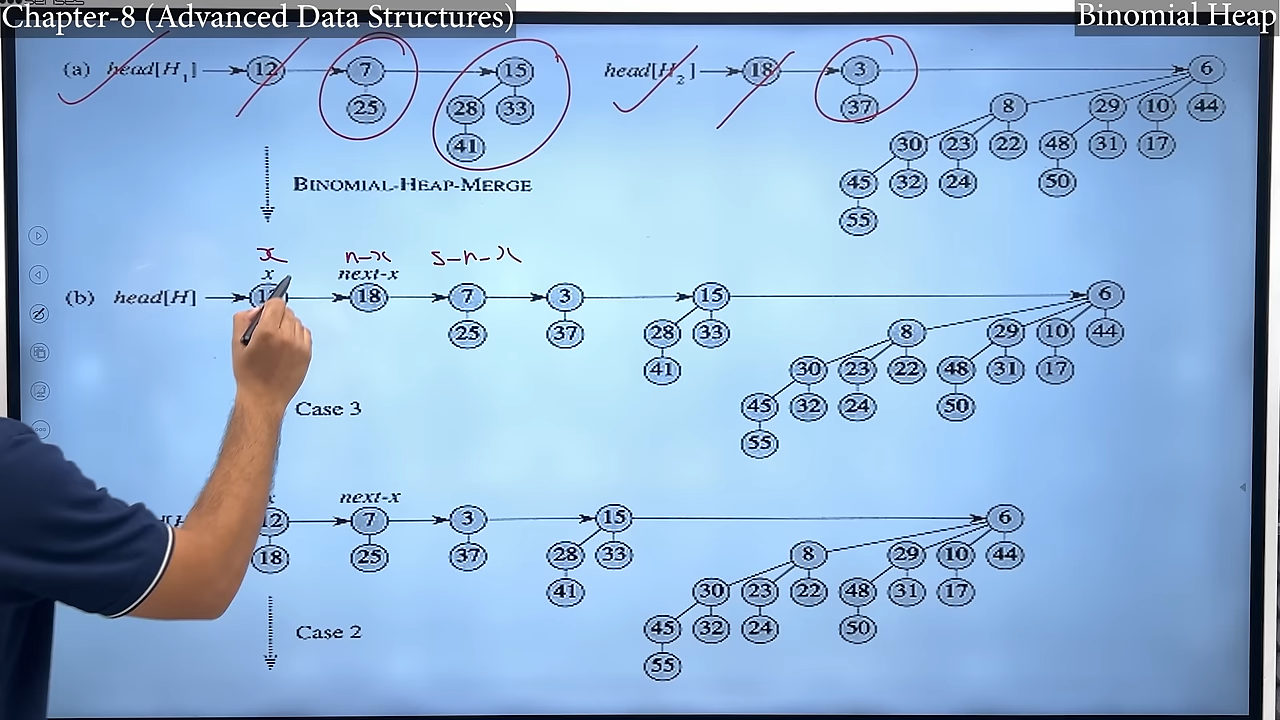 Chapter-8 (Advanced Data Structures)
Binomial Heap
(a) head[H1] 12 7 15 head[H2] 18 3 6
25 28 33 37 8 29 10 44
41 30 23 22 48 31 17
45 32 24 50
55
BINOMIAL-HEAP-MERGE
x n-x s-n-x
x next-x
(b) head[H] 18 7 3 15 6
25 37 28 33 8 29 10 44
41 30 23 22 48 31 17
45 32 24 50
55
Case 3
next-x
12 7 3 15 6
18 25 37 28 33 8 29 10 44
41 30 23 22 48 31 17
45 32 24 50
55
Case 2